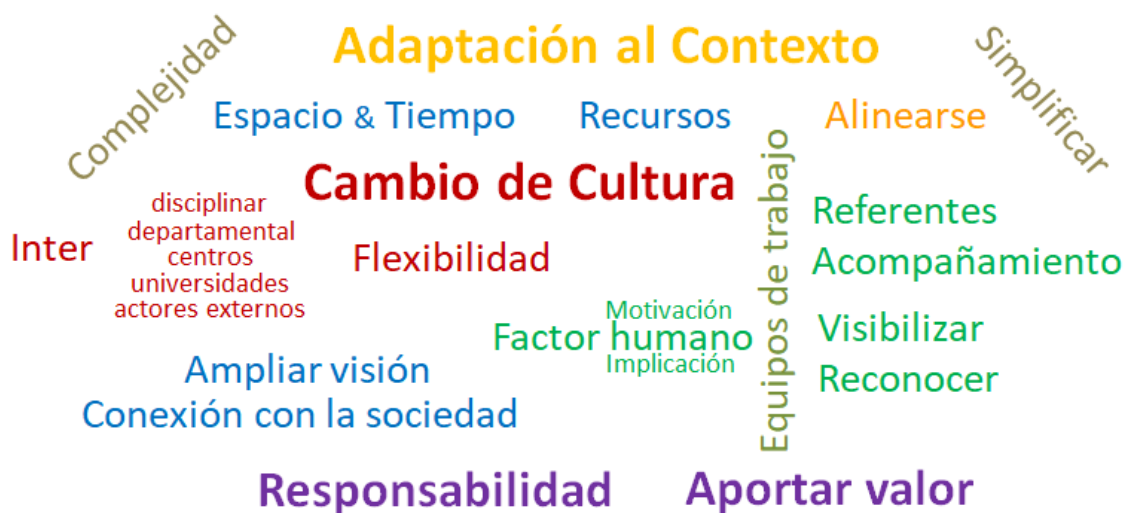 Complejidad
Adaptación al Contexto
Simplificar
Espacio & Tiempo
Recursos
Alinearse
Cambio de Cultura
Equipos de trabajo
Inter
disciplinar
departamental
centros
universidades
actores externos
Flexibilidad
Referentes
Acompañamiento
Motivación
Factor humano
Implicación
Visibilizar
Reconocer
Ampliar visión
Conexión con la sociedad
Responsabilidad
Aportar valor